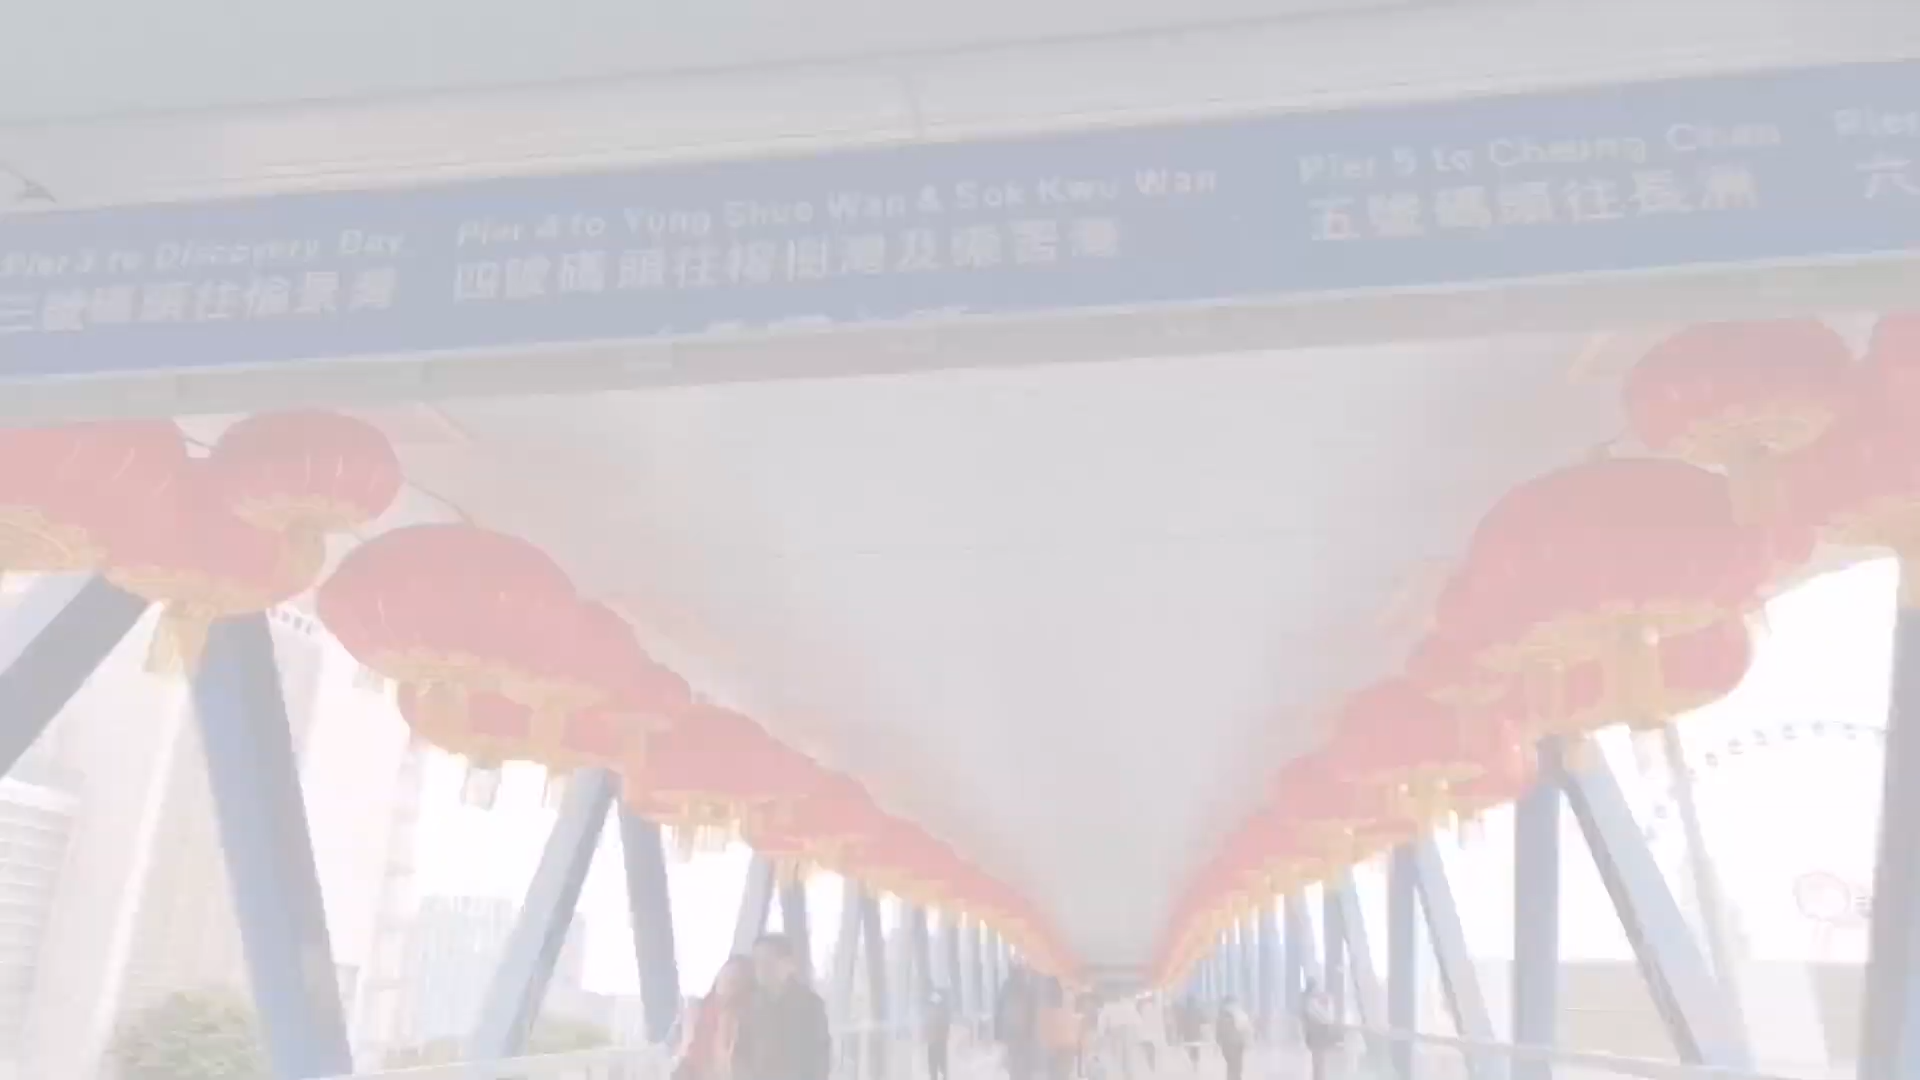 Pier 3 to Discovery Bay
三號碼頭往愉景灣
Pier 4 to Yung Shue Wan & Sok Kwu Wan
四號碼頭往榕樹灣及索罟灣
Pier 5 to Cheung Chau
五號碼頭往長洲
Pier
六